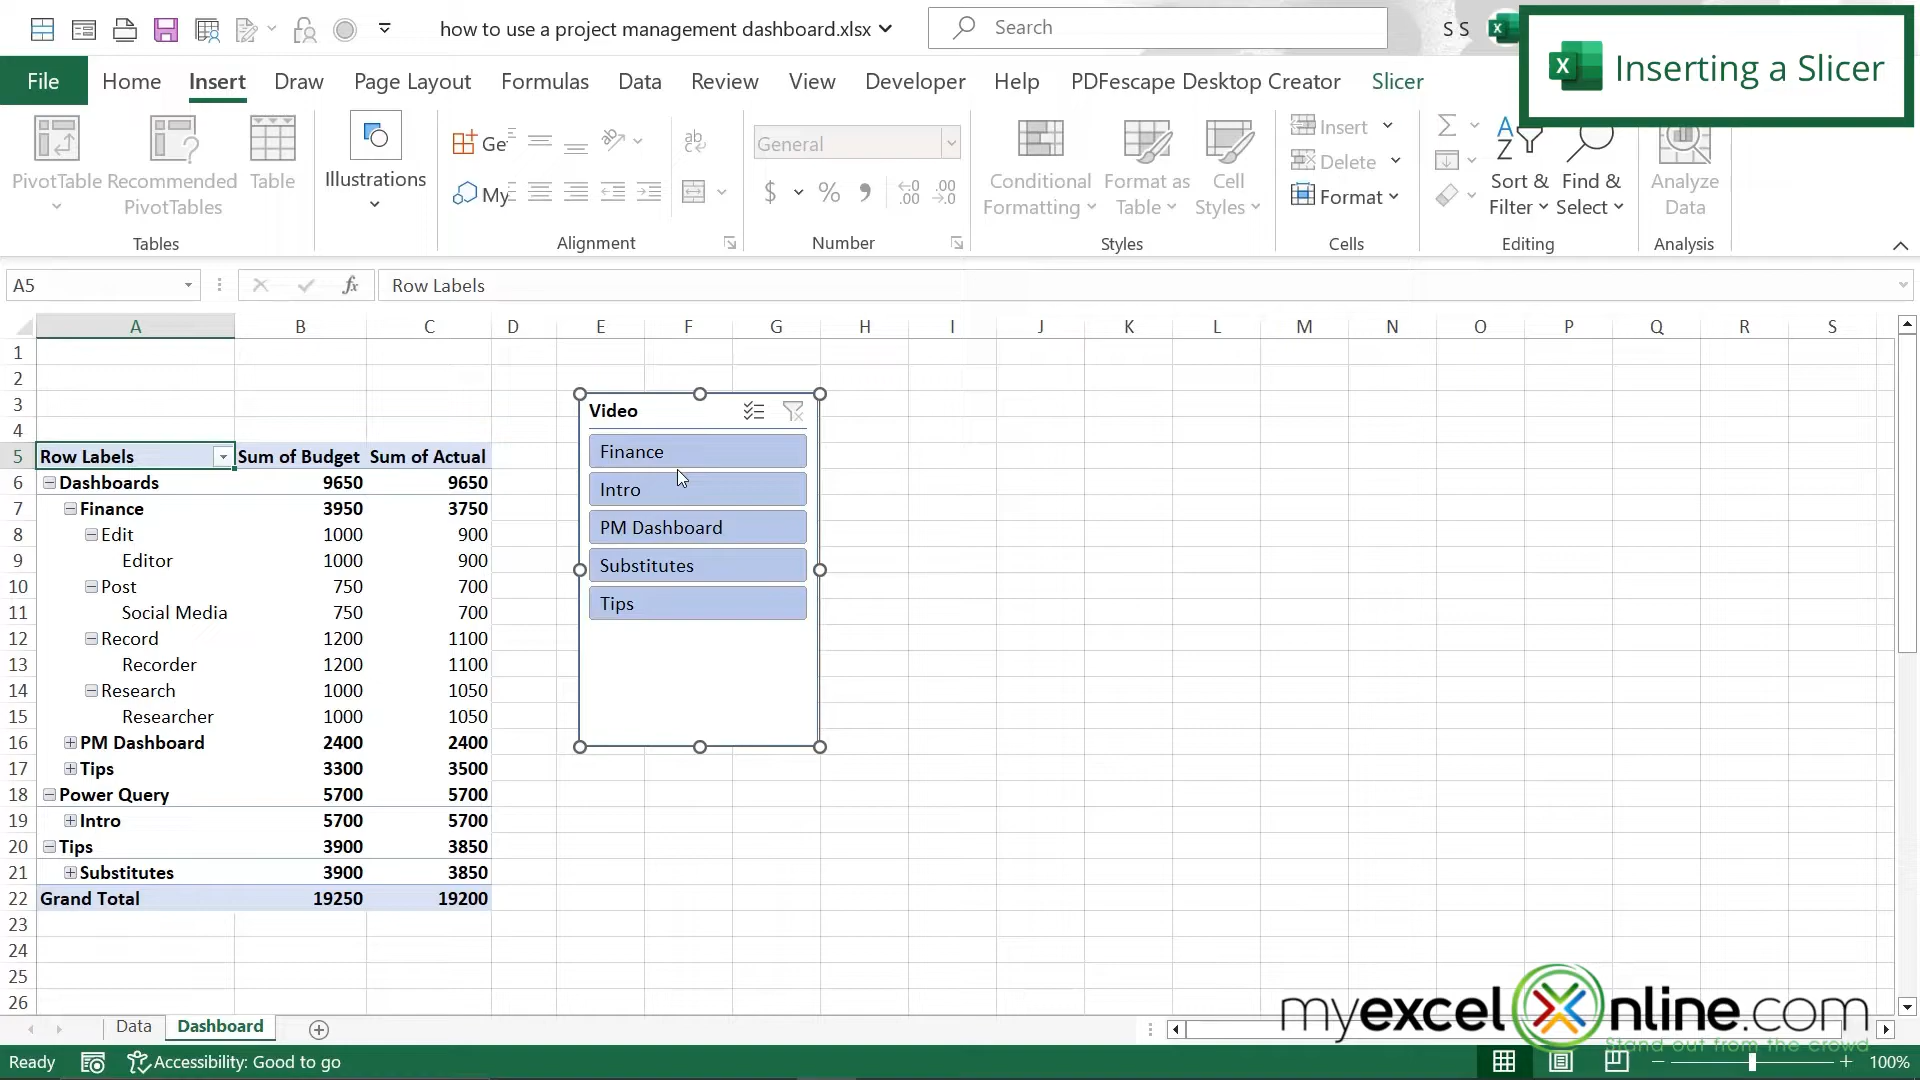 how to use a project management dashboard.xlsx
Search
S S
Inserting a Slicer
File Home Insert Draw Page Layout Formulas Data Review View Developer Help PDFescape Desktop Creator Slicer
PivotTable
Recommended PivotTables
Table
Tables
Illustrations
Ge
My
ab
Alignment
General
$ % , .00
Number
Conditional Formatting
Format as Table
Cell Styles
Styles
Insert
Delete
Format
Cells
Sort & Filter
Find & Select
Editing
Analyze Data
Analysis
A5 fx Row Labels
A B C D E F G H I J K L M N O P Q R S
1
2
3
4
5 Row Labels Sum of Budget Sum of Actual
6 Dashboards 9650 9650
7 Finance 3950 3750
8 Edit 1000 900
9 Editor 1000 900
10 Post 750 700
11 Social Media 750 700
12 Record 1200 1100
13 Recorder 1200 1100
14 Research 1000 1050
15 Researcher 1000 1050
16 PM Dashboard 2400 2400
17 Tips 3300 3500
18 Power Query 5700 5700
19 Intro 5700 5700
20 Tips 3900 3850
21 Substitutes 3900 3850
22 Grand Total 19250 19200
23
24
25
26
Video
Finance
Intro
PM Dashboard
Substitutes
Tips
myexcelonline.com
Stand out from the crowd
Data Dashboard
Ready Accessibility: Good to go 100%